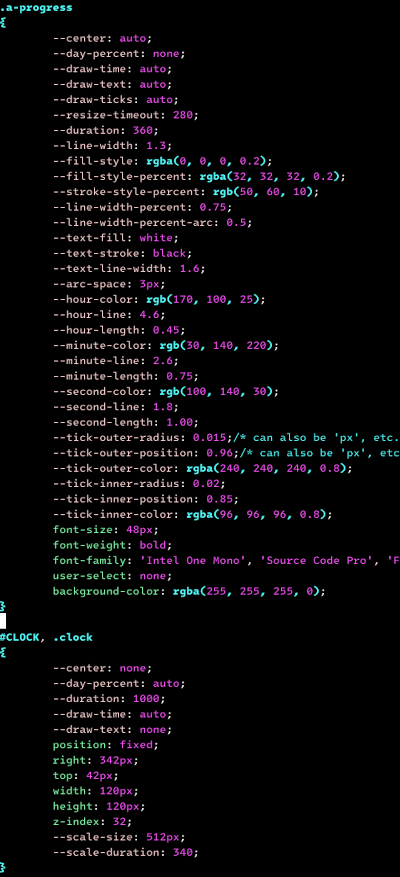 .a-progress
{
--center: auto;
--day-percent: none;
--draw-time: auto;
--draw-text: auto;
--draw-ticks: auto;
--resize-timeout: 280;
--duration: 360;
--line-width: 1.3;
--fill-style: rgba(0, 0, 0, 0.2);
--fill-style-percent: rgba(32, 32, 32, 0.2);
--stroke-style-percent: rgb(50, 60, 10);
--line-width-percent: 0.75;
--line-width-percent-arc: 0.5;
--text-fill: white;
--text-stroke: black;
--text-line-width: 1.6;
--arc-space: 3px;
--hour-color: rgb(170, 100, 25);
--hour-line: 4.6;
--hour-length: 0.45;
--minute-color: rgb(30, 140, 220);
--minute-line: 2.6;
--minute-length: 0.75;
--second-color: rgb(100, 140, 30);
--second-line: 1.8;
--second-length: 1.00;
--tick-outer-radius: 0.015;/* can also be 'px', etc.
--tick-outer-position: 0.96;/* can also be 'px', etc
--tick-outer-color: rgba(240, 240, 240, 0.8);
--tick-inner-radius: 0.02;
--tick-inner-position: 0.85;
--tick-inner-color: rgba(96, 96, 96, 0.8);
font-size: 48px;
font-weight: bold;
font-family: 'Intel One Mono', 'Source Code Pro', 'F
user-select: none;
background-color: rgba(255, 255, 255, 0);
}
#CLOCK, .clock
{
--center: none;
--day-percent: auto;
--duration: 1000;
--draw-time: auto;
--draw-text: none;
position: fixed;
right: 342px;
top: 42px;
width: 120px;
height: 120px;
z-index: 32;
--scale-size: 512px;
--scale-duration: 340;
}